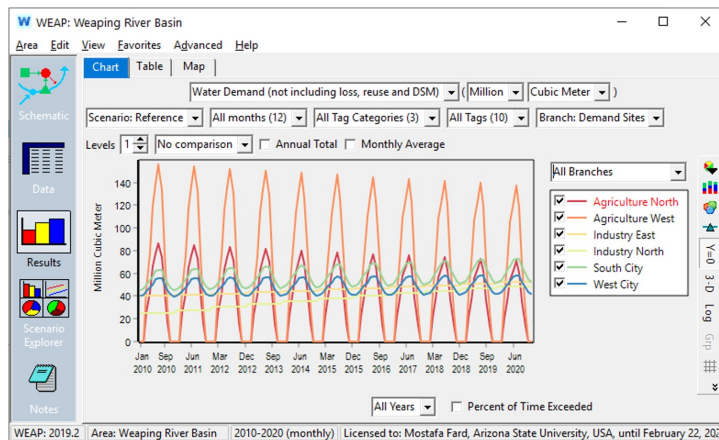 WEAP: Weaping River Basin
Area Edit View Favorites Advanced Help
Chart Table Map
Water Demand (not including loss, reuse and DSM) ( Million Cubic Meter )
Scenario: Reference All months (12) All Tag Categories (3) All Tags (10) Branch: Demand Sites
Levels 1 No comparison Annual Total Monthly Average
Schematic
Data
Results
Scenario Explorer
Notes
Million Cubic Meter
140
120
100
80
60
40
20
0
Jan Sep Jun Mar Dec Sep Jun Mar Dec Sep Jun Mar Dec Sep Jun
2010 2010 2011 2012 2012 2013 2014 2015 2015 2016 2017 2018 2018 2019 2020
All Branches
Agriculture North
Agriculture West
Industry East
Industry North
South City
West City
Y=0
3-D
Log
Grp
All Years Percent of Time Exceeded
WEAP: 2019.2 Area: Weaping River Basin 2010-2020 (monthly) Licensed to: Mostafa Fard, Arizona State University, USA, until February 22,